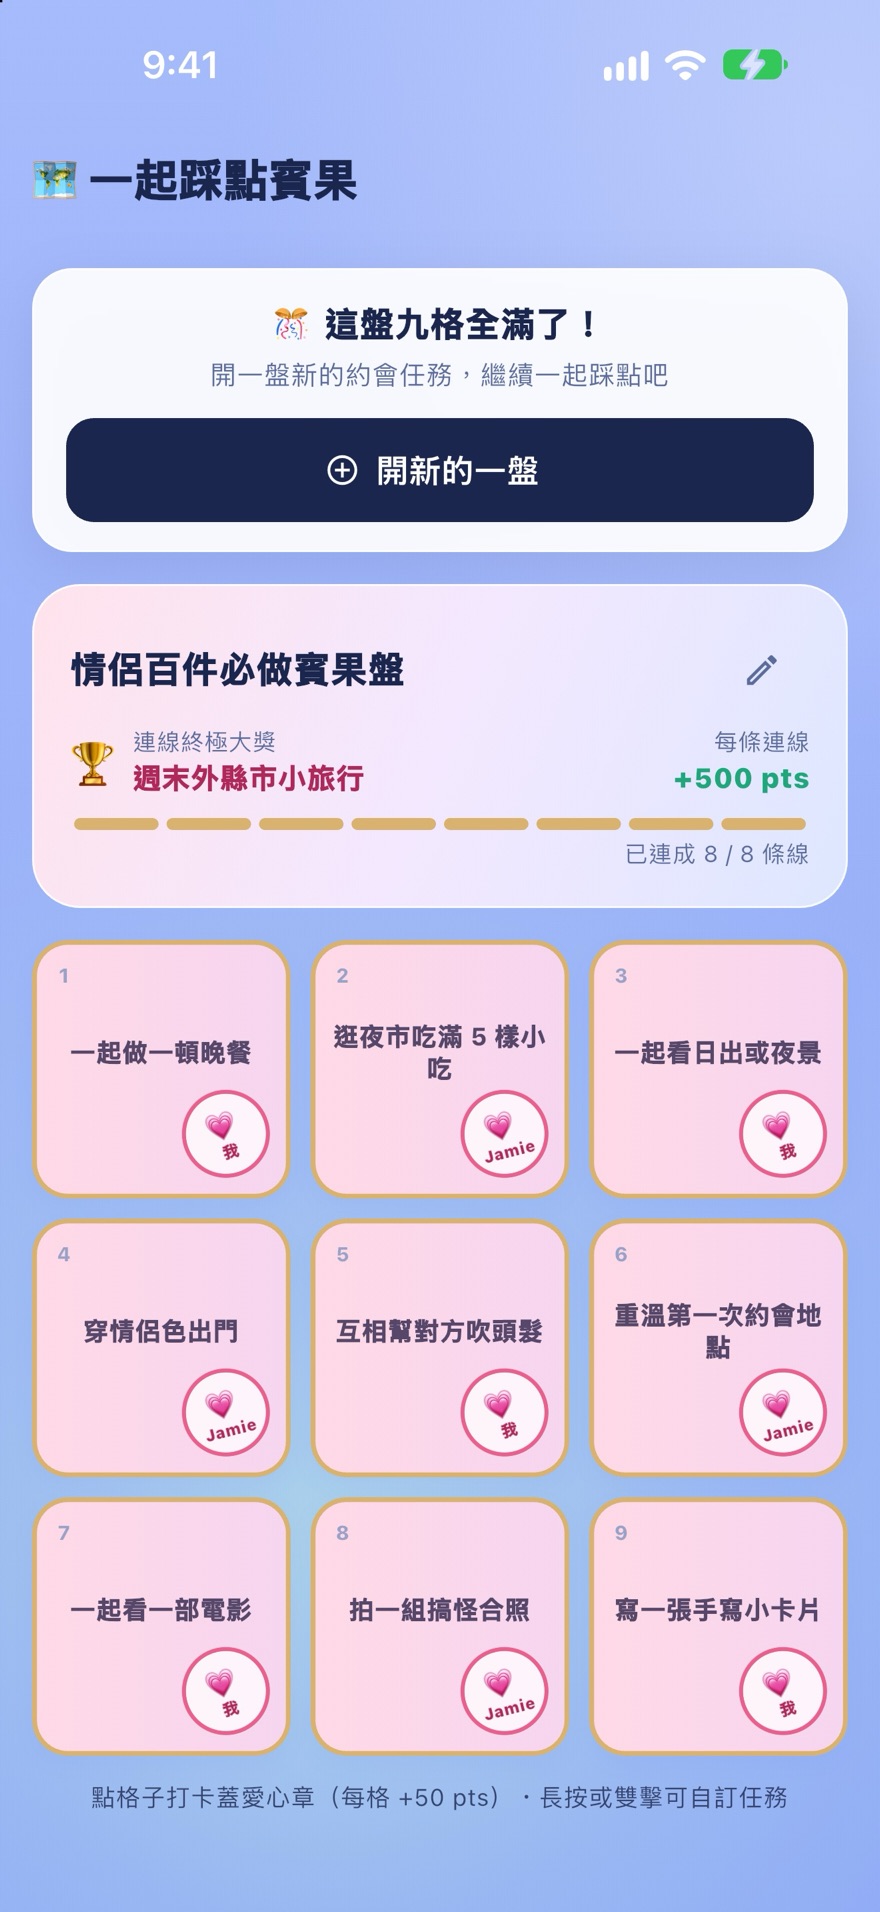 9:41
一起踩點賓果
這盤九格全滿了！
開一盤新的約會任務，繼續一起踩點吧
開新的一盤
情侶百件必做賓果盤
連線終極大獎
週末外縣市小旅行
每條連線
+500 pts
已連成 8 / 8 條線
1
一起做一頓晚餐
我
2
逛夜市吃滿 5 樣小
吃
Jamie
3
一起看日出或夜景
我
4
穿情侶色出門
Jamie
5
互相幫對方吹頭髮
我
6
重溫第一次約會地
點
Jamie
7
一起看一部電影
我
8
拍一組搞怪合照
Jamie
9
寫一張手寫小卡片
我
點格子打卡蓋愛心章（每格 +50 pts）・長按或雙擊可自訂任務